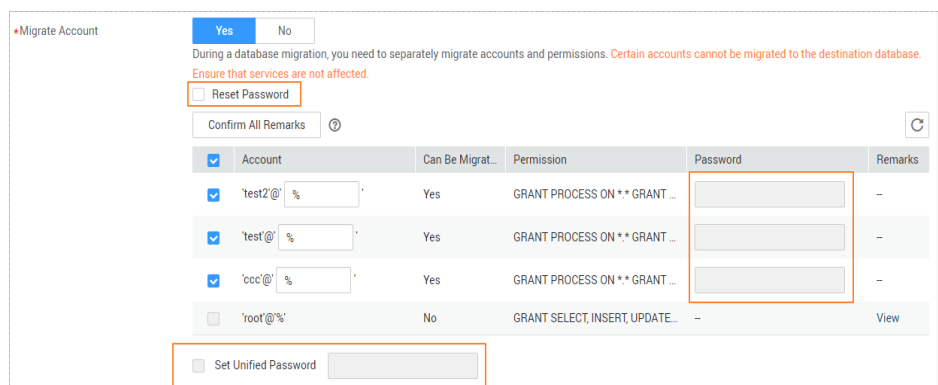 *Migrate Account Yes No
During a database migration, you need to separately migrate accounts and permissions. Certain accounts cannot be migrated to the destination database.
Ensure that services are not affected.
Reset Password
Confirm All Remarks ?
Account Can Be Migrat... Permission Password Remarks
'test2'@' % ' Yes GRANT PROCESS ON *.* GRANT ... --
'test'@' % ' Yes GRANT PROCESS ON *.* GRANT ... --
'ccc'@' % ' Yes GRANT PROCESS ON *.* GRANT ... --
'root'@'%' No GRANT SELECT, INSERT, UPDATE... -- View
Set Unified Password